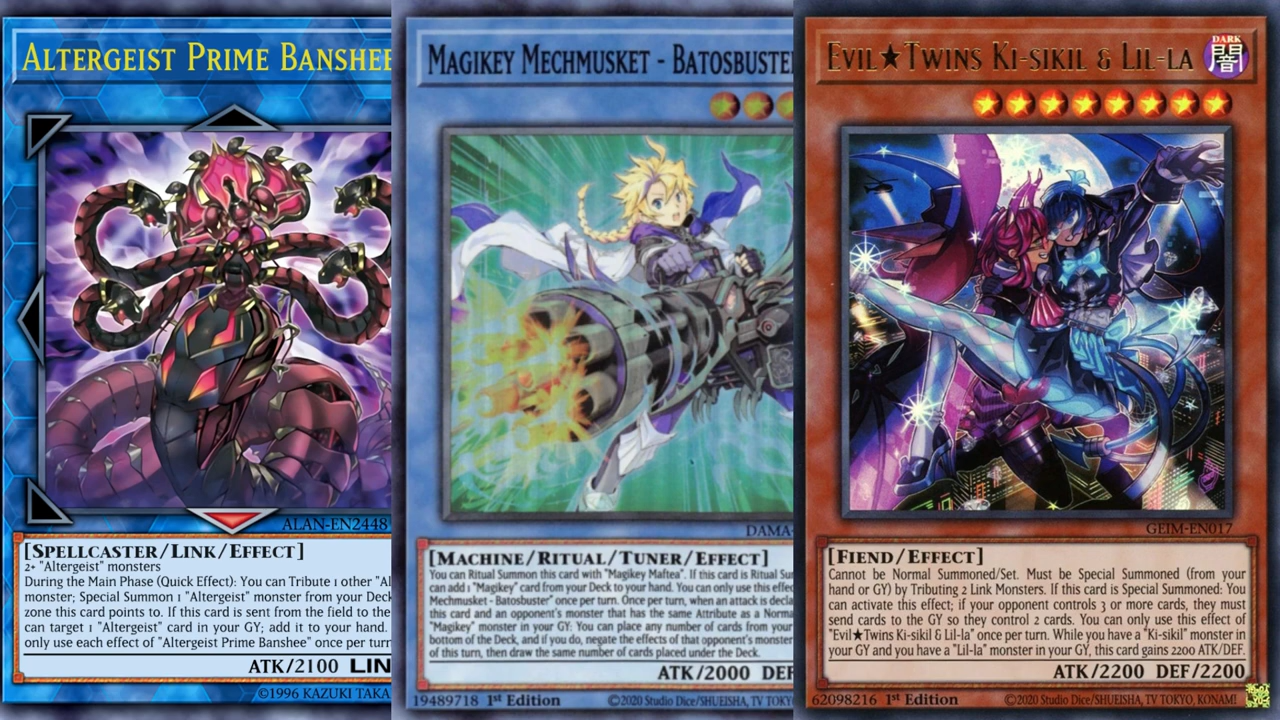 ALTERGEIST PRIME BANSHEE
ALAN-EN2448
[SPELLCASTER/LINK/EFFECT]
2+ "Altergeist" monsters
During the Main Phase (Quick Effect): You can Tribute 1 other "Al
monster; Special Summon 1 "Altergeist" monster from your Deck
zone this card points to. If this card is sent from the field to the
can target 1 "Altergeist" card in your GY; add it to your hand.
only use each effect of "Altergeist Prime Banshee" once per turn
ATK/2100 LIN
©1996 KAZUKI TAKA
MAGIKEY MECHMUSKET - BATOSBUSTER
DAMA-
[MACHINE/RITUAL/TUNER/EFFECT]
You can Ritual Summon this card with "Magikey Maftea". If this card is Ritual Su
can add 1 "Magikey" card from your Deck to your hand. You can only use this effe
Mechmusket - Batosbuster" once per turn. Once per turn, when an attack is decla
this card and an opponent's monster that has the same Attribute as a Norma
"Magikey" monster in your GY: You can place any number of cards from your
bottom of the Deck, and if you do, negate the effects of that opponent's monster
of this turn, then draw the same number of cards placed under the Deck.
ATK/2000 DEF
19489718 1st Edition ©2020 Studio Dice/SHUEISHA, TV TOKYO
EVIL★TWINS KI-SIKIL & LIL-LA
DARK
闇
GEIM-EN017
[FIEND/EFFECT]
Cannot be Normal Summoned/Set. Must be Special Summoned (from your
hand or GY) by Tributing 2 Link Monsters. If this card is Special Summoned: You
can activate this effect; if your opponent controls 3 or more cards, they must
send cards to the GY so they control 2 cards. You can only use this effect of
"Evil★Twins Ki-sikil & Lil-la" once per turn. While you have a "Ki-sikil" monster in
your GY and you have a "Lil-la" monster in your GY, this card gains 2200 ATK/DEF.
ATK/2200 DEF/2200
62098216 1st Edition ©2020 Studio Dice/SHUEISHA, TV TOKYO, KONAMI